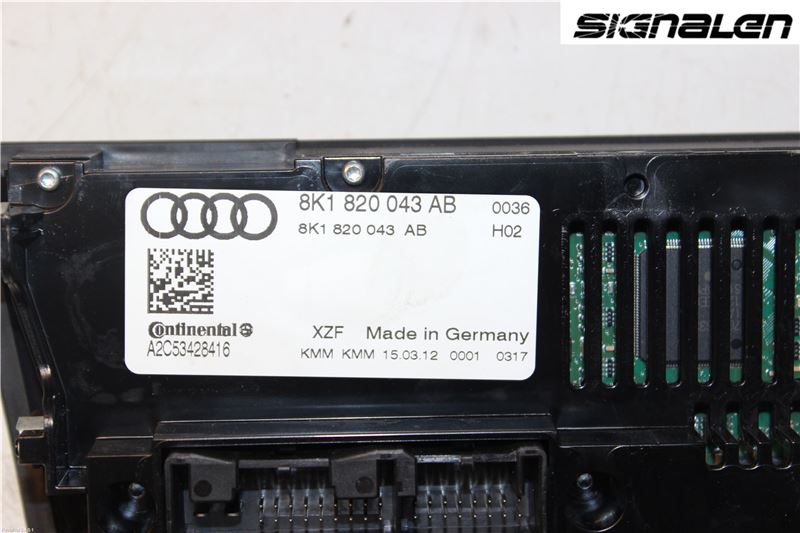 SIGNALEN
8K1 820 043 AB 0036
8K1 820 043 AB H02
Continental
A2C53428416
XZF Made in Germany
KMM KMM 15.03.12 0001 0317